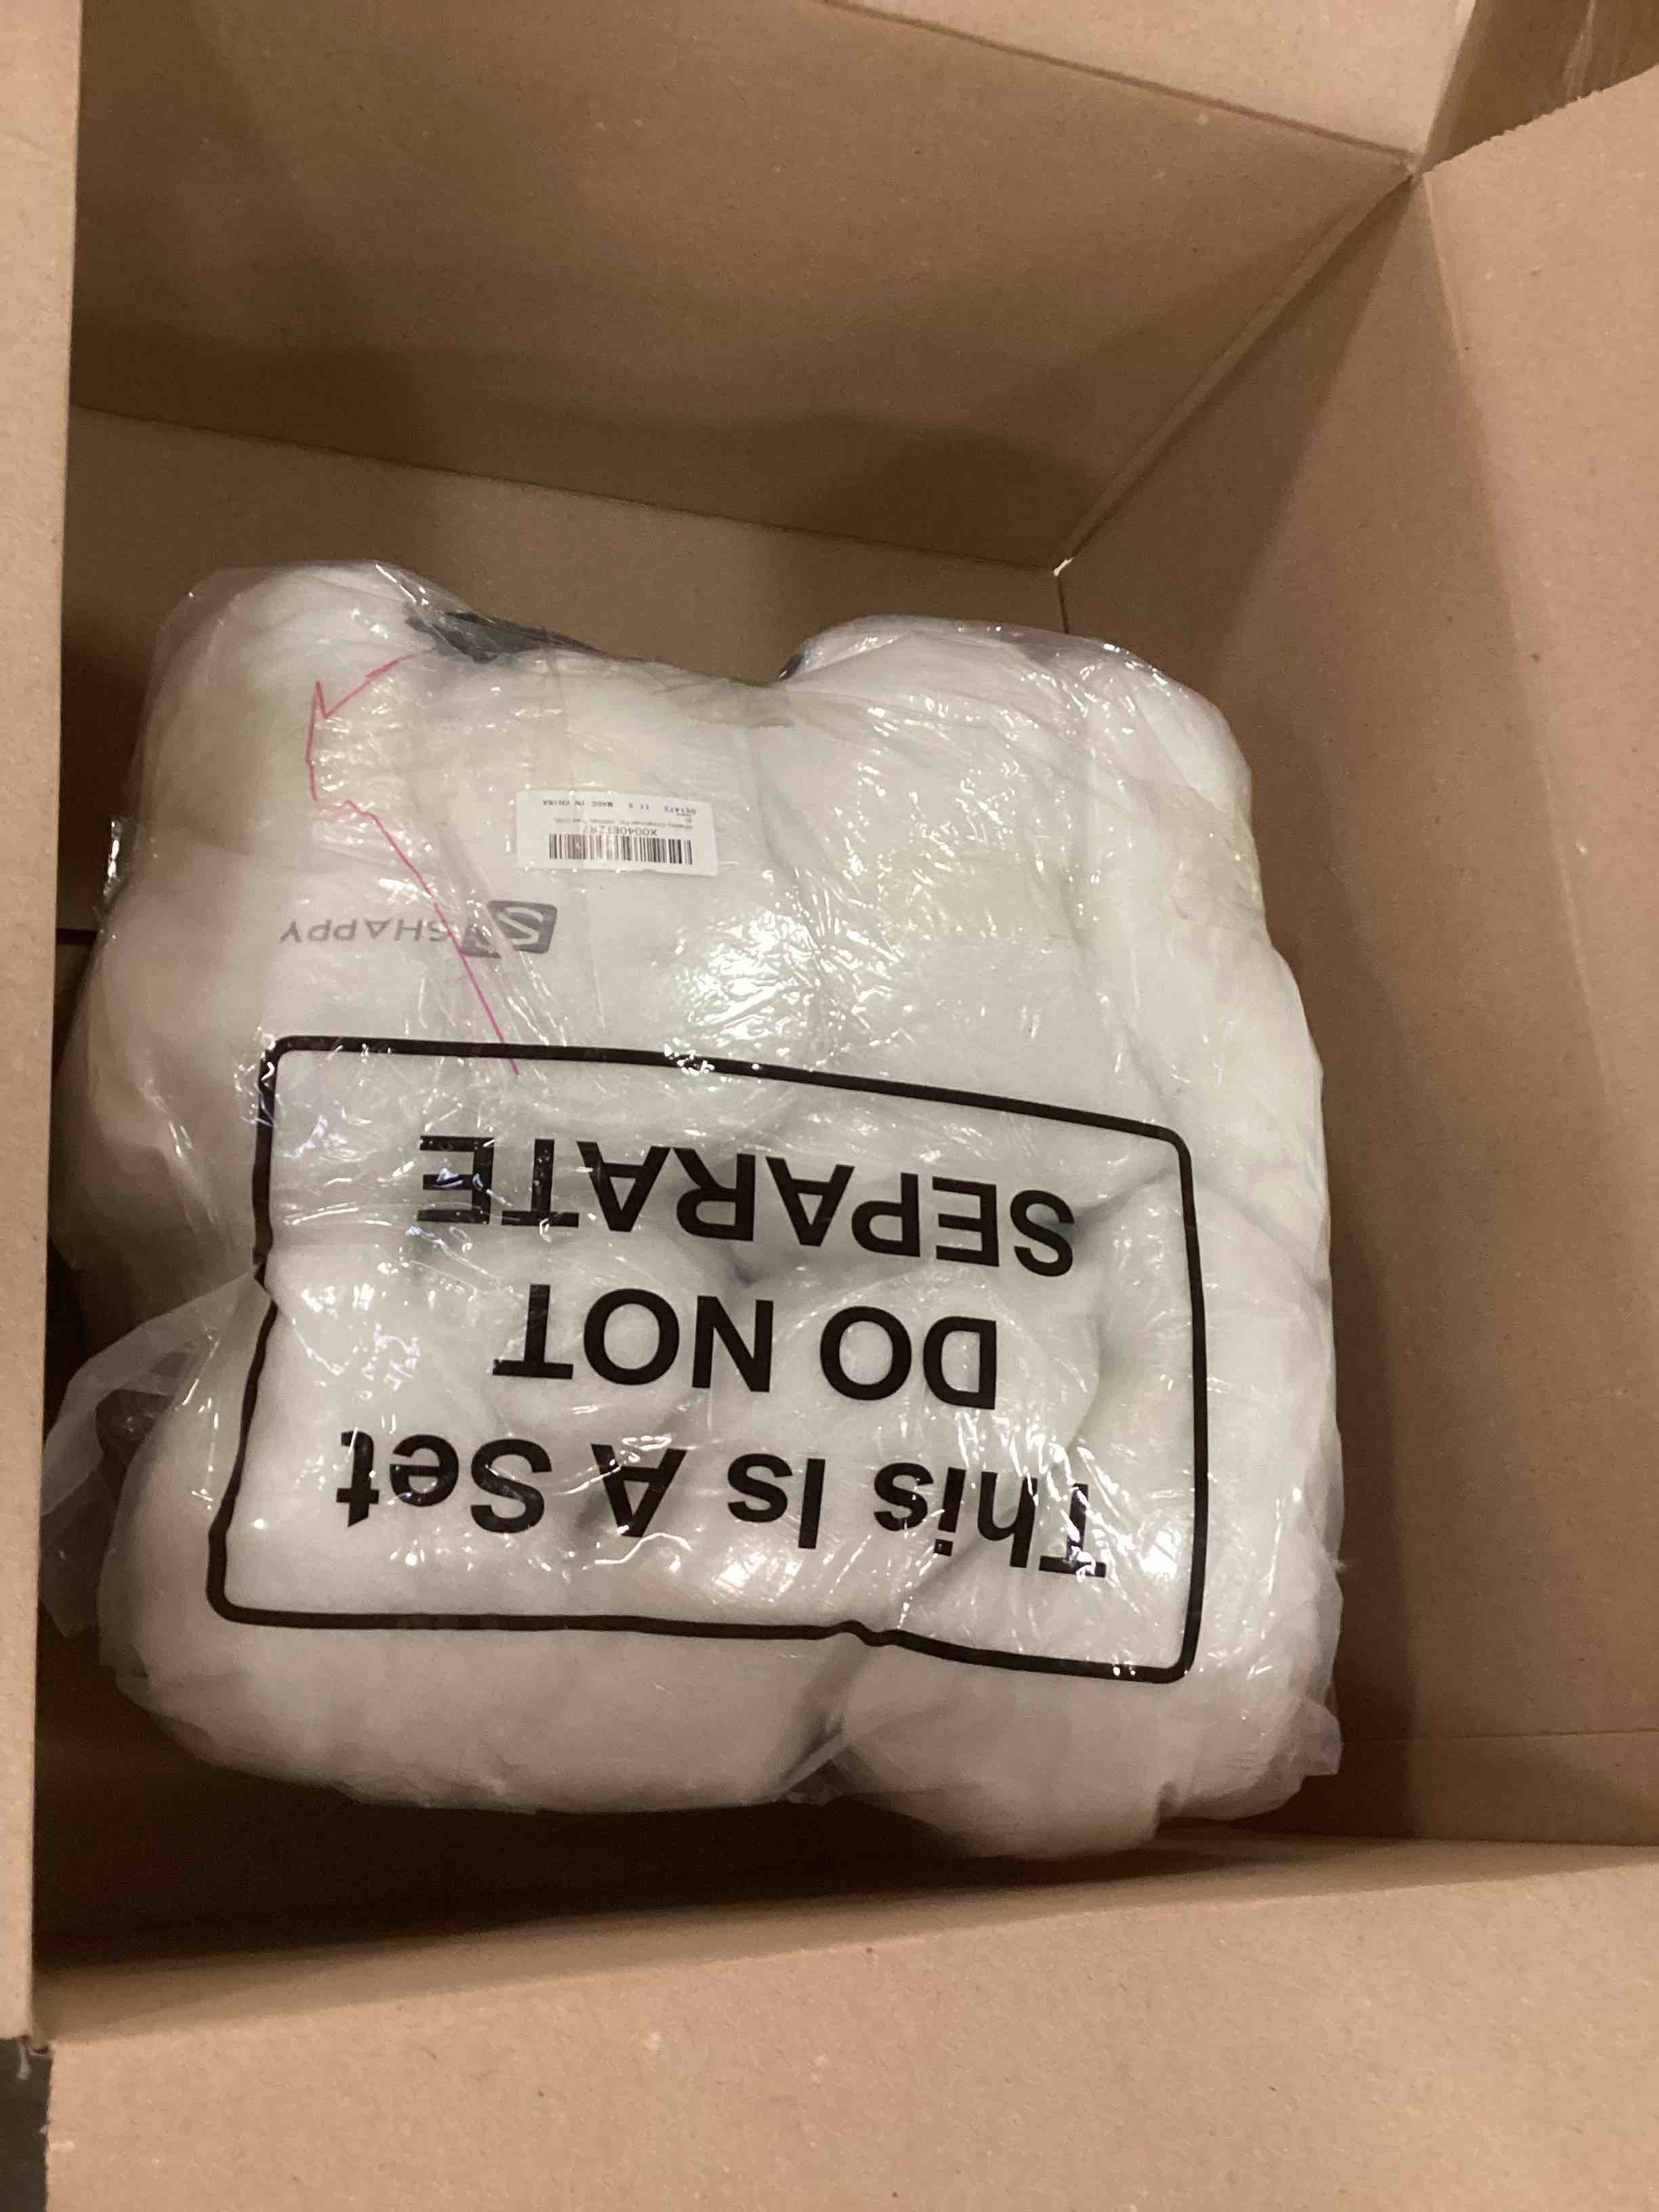 This Is A Set
DO NOT
SEPARATE
SHAPPY
MADE IN CHINA